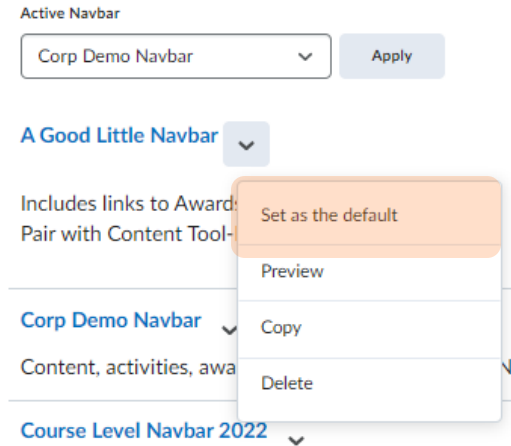 Active Navbar
Corp Demo Navbar
Apply
A Good Little Navbar
Includes links to Award
Pair with Content Tool-
Set as the default
Preview
Copy
Delete
Corp Demo Navbar
Content, activities, awa
Course Level Navbar 2022